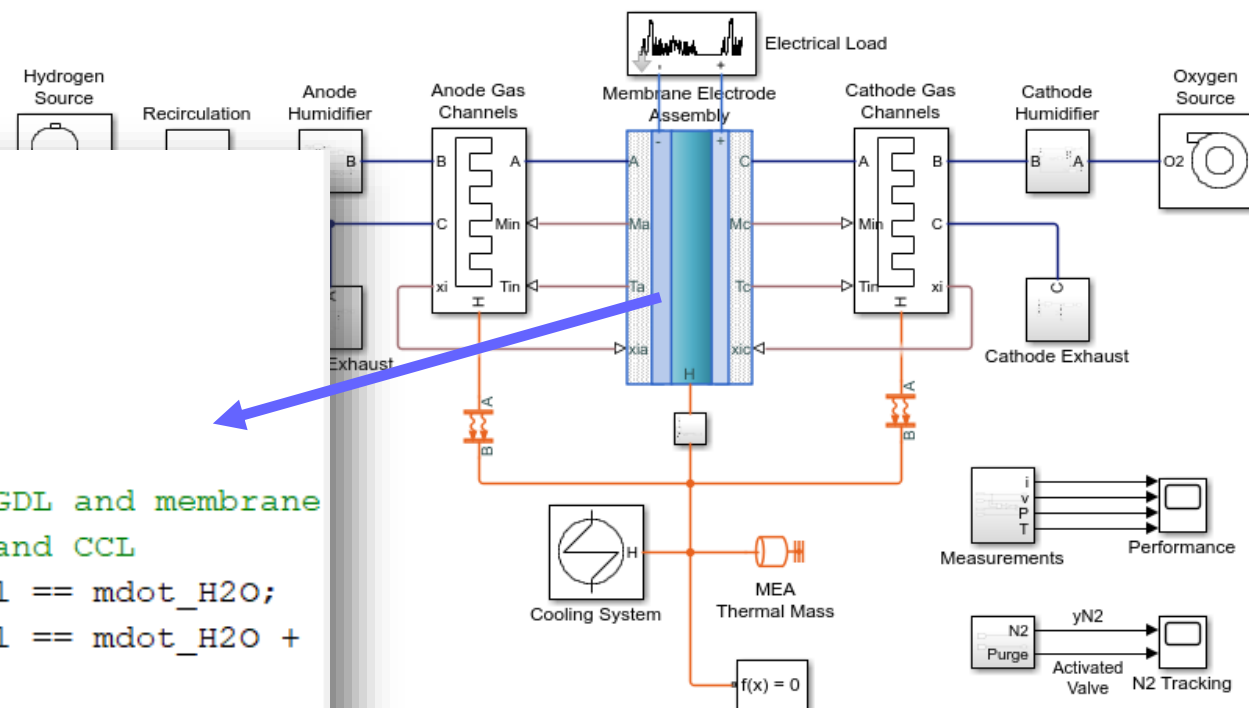 Electrical Load
Hydrogen
Source
Recirculation
Anode
Humidifier
Anode Gas
Channels
Membrane Electrode
Assembly
Cathode Gas
Channels
Cathode
Humidifier
Oxygen
Source
- +
B
B A
A - + C
A B
B A
O2
C Min
Ma Mc
Min C
C
xi Tin
Ta Tc
Tin xi
H
H
xia xic
H
Exhaust
Cathode Exhaust
A
B
A
B
GDL and membrane
and CCL
l == mdot_H2O;
l == mdot_H2O +
H
Cooling System
MEA
Thermal Mass
f(x) = 0
i
v
P
T
Measurements
Performance
N2
Purge
yN2
Activated
Valve
N2 Tracking